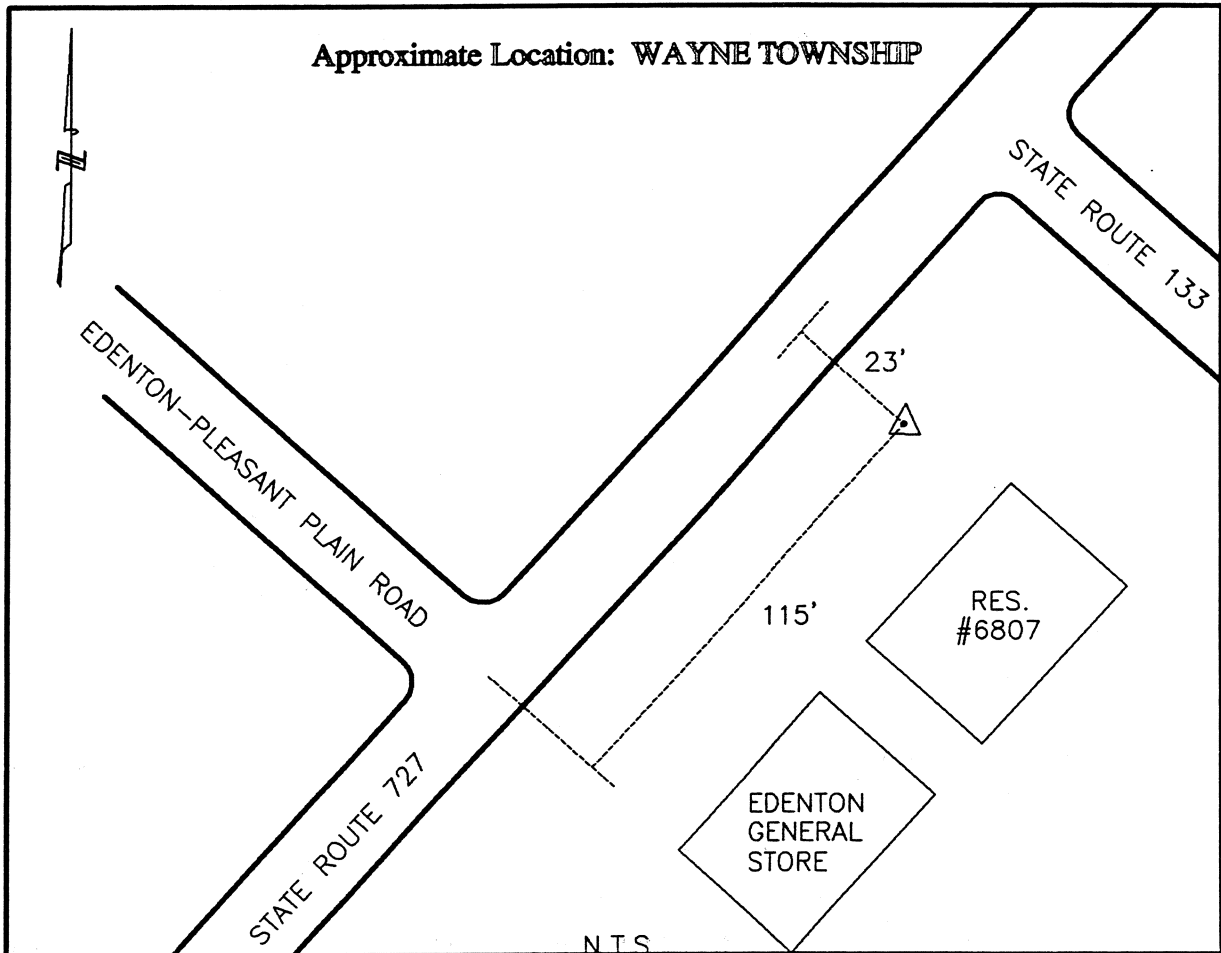 Approximate Location: WAYNE TOWNSHIP
N
STATE ROUTE 133
EDENTON-PLEASANT PLAIN ROAD
23'
115'
RES.
#6807
EDENTON
GENERAL
STORE
STATE ROUTE 727
N.T.S.